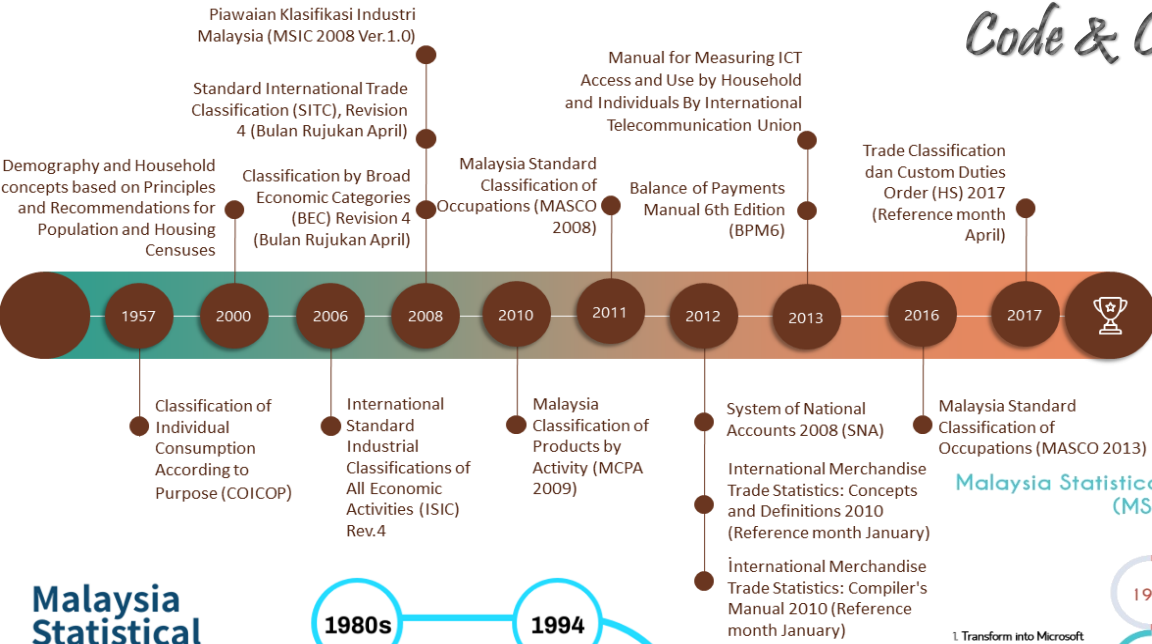 Piawaian Klasifikasi Industri
Malaysia (MSIC 2008 Ver.1.0)
Standard International Trade
Classification (SITC), Revision
4 (Bulan Rujukan April)
Classification by Broad
Economic Categories
(BEC) Revision 4
(Bulan Rujukan April)
Demography and Household
concepts based on Principles
and Recommendations for
Population and Housing
Censuses
Malaysia Standard
Classification of
Occupations (MASCO
2008)
Manual for Measuring ICT
Access and Use by Household
and Individuals By International
Telecommunication Union
Balance of Payments
Manual 6th Edition
(BPM6)
Trade Classification
dan Custom Duties
Order (HS) 2017
(Reference month
April)
Code &
1957
2000
2006
2008
2010
2011
2012
2013
2016
2017
Classification of
Individual
Consumption
According to
Purpose (COICOP)
International
Standard
Industrial
Classifications of
All Economic
Activities (ISIC)
Rev.4
Malaysia
Classification of
Products by
Activity (MCPA
2009)
System of National
Accounts 2008 (SNA)
International Merchandise
Trade Statistics: Concepts
and Definitions 2010
(Reference month January)
International Merchandise
Trade Statistics: Compiler's
Manual 2010 (Reference
month January)
Malaysia Standard
Classification of
Occupations (MASCO 2013)
Malaysia Statistica
(MS
Malaysia
Statistical
1980s
1994
19
1. Transform into Microsoft